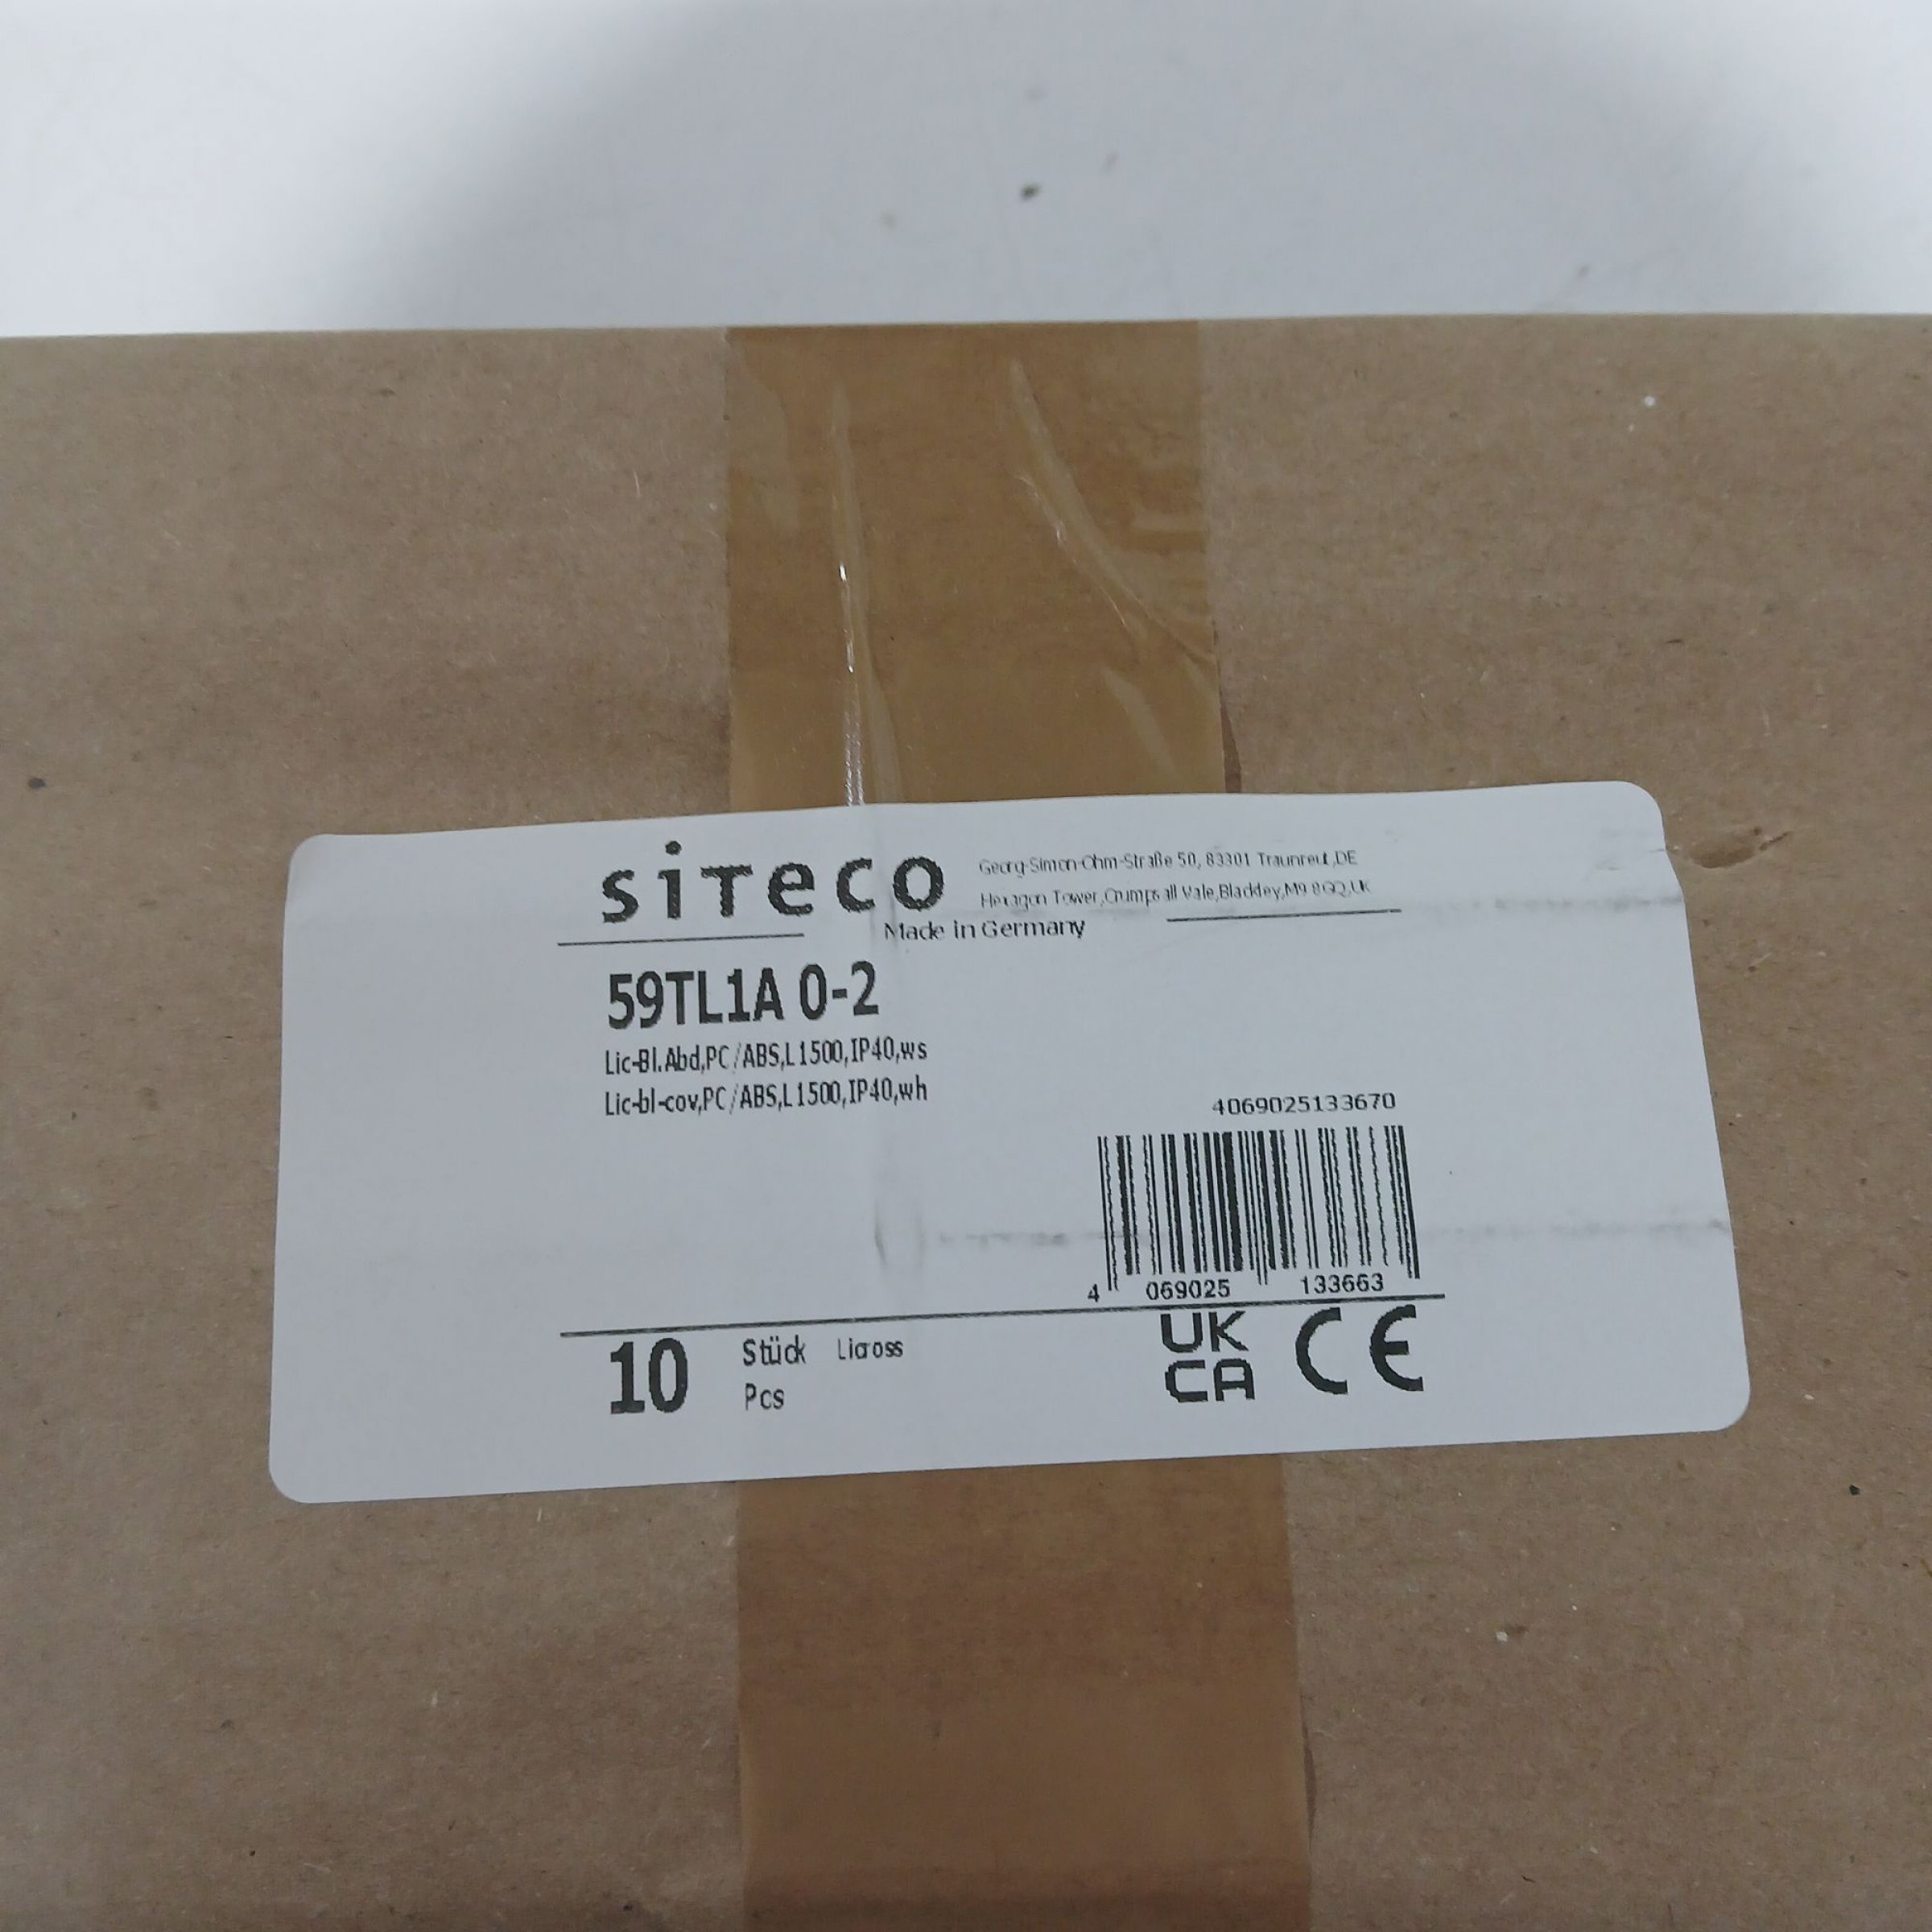 siteco
Georg-Simon-Ohm-Straße 50, 83301 Traunreut,DE
Hexagon Tower,Crumpsall Vale,Blackley,M9 8GQ,UK
Made in Germany
59TL1A 0-2
Lic-Bl.Abd,PC/ABS,L1500,IP40,ws
Lic-bl-cov,PC/ABS,L1500,IP40,wh
4069025133670
4 069025 133663
10 Stück Licross
Pcs
UK
CA
CE